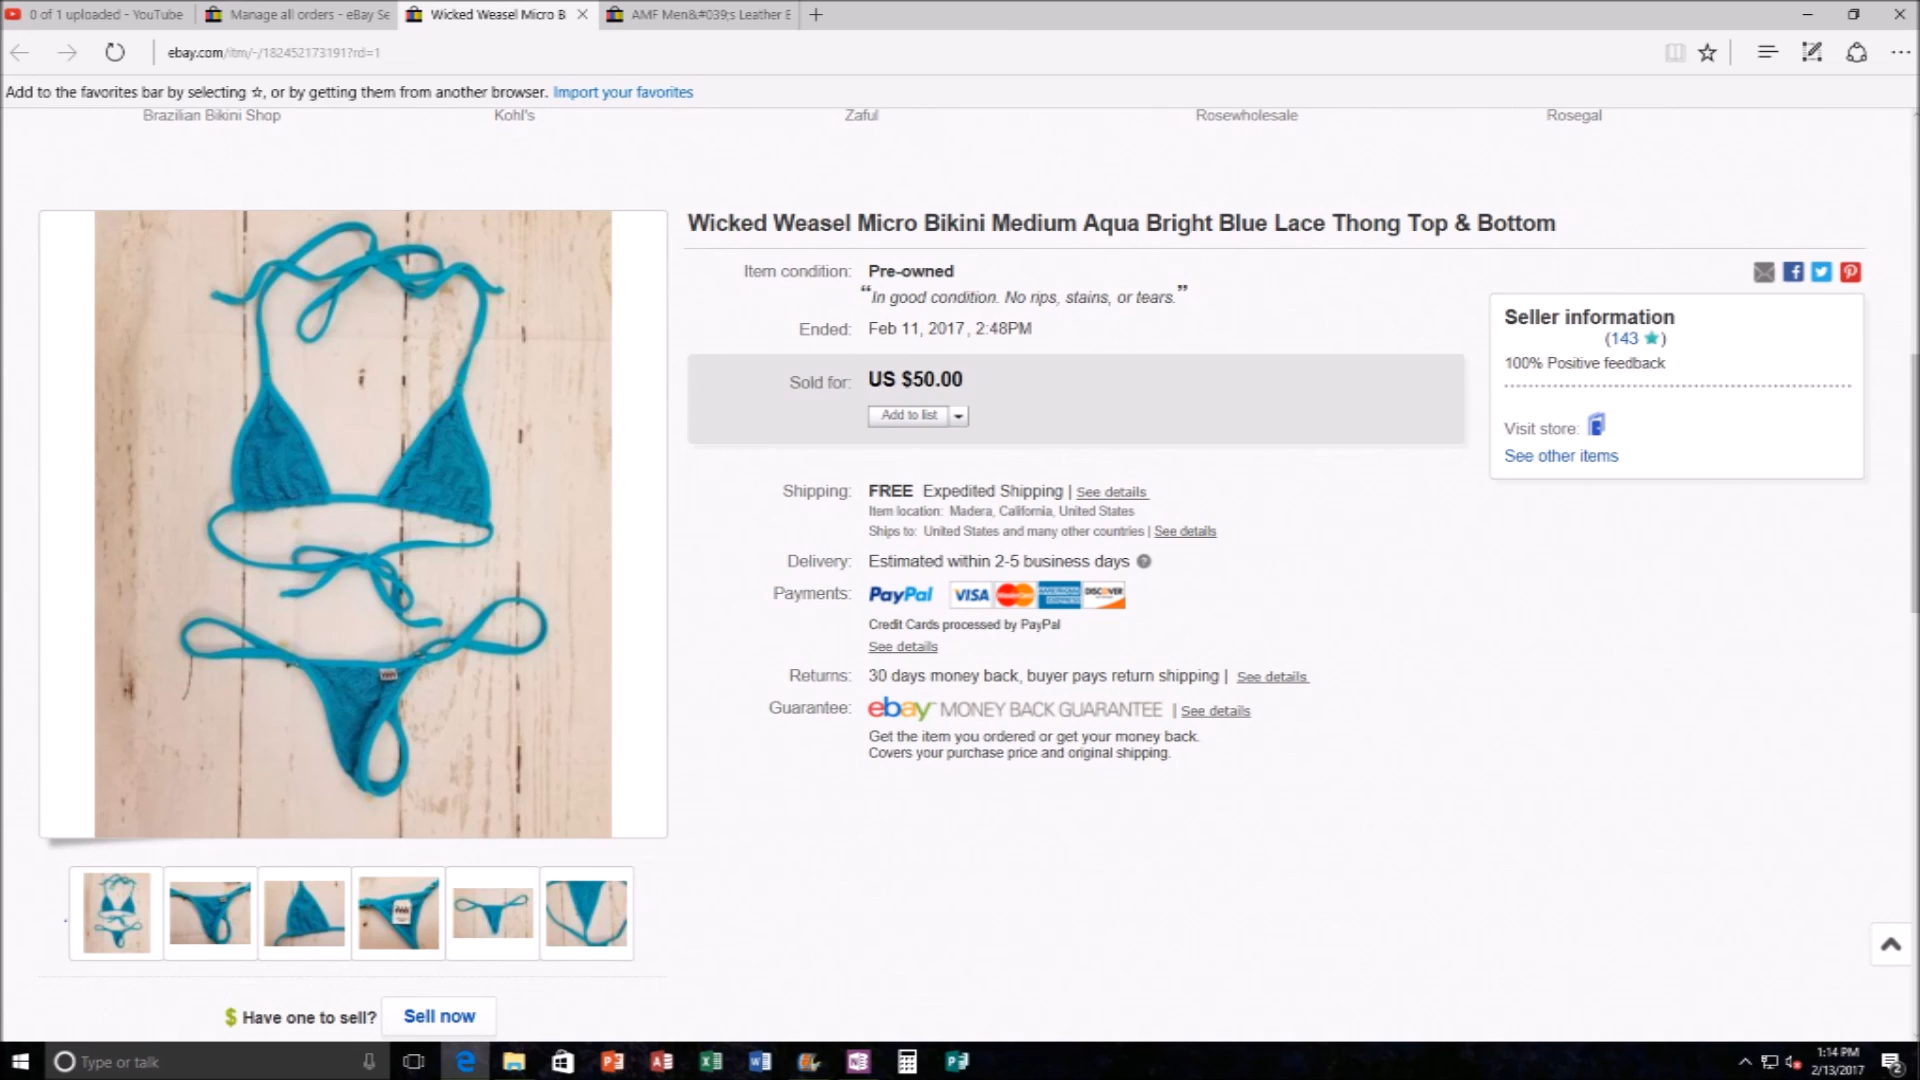 0 of 1 uploaded - YouTube
Manage all orders - eBay Se
Wicked Weasel Micro B
AMF Men&#039;s Leather E
ebay.com/itm/-/182452173191?rd=1
Add to the favorites bar by selecting ☆, or by getting them from another browser. Import your favorites
Brazilian Bikini Shop
Kohl's
Zaful
Rosewholesale
Rosegal
Wicked Weasel Micro Bikini Medium Aqua Bright Blue Lace Thong Top & Bottom
Item condition: Pre-owned
“In good condition. No rips, stains, or tears.”
Ended: Feb 11, 2017, 2:48PM
Sold for: US $50.00
Add to list
Seller information
(143 ★)
100% Positive feedback
Visit store:
See other items
Shipping: FREE Expedited Shipping | See details
Item location: Madera, California, United States
Ships to: United States and many other countries | See details
Delivery: Estimated within 2-5 business days
Payments: PayPal VISA MasterCard AMERICAN EXPRESS DISCOVER
Credit Cards processed by PayPal
See details
Returns: 30 days money back, buyer pays return shipping | See details
Guarantee: ebay MONEY BACK GUARANTEE | See details
Get the item you ordered or get your money back.
Covers your purchase price and original shipping.
$ Have one to sell? Sell now
Type or talk
1:14 PM
2/13/2017
2